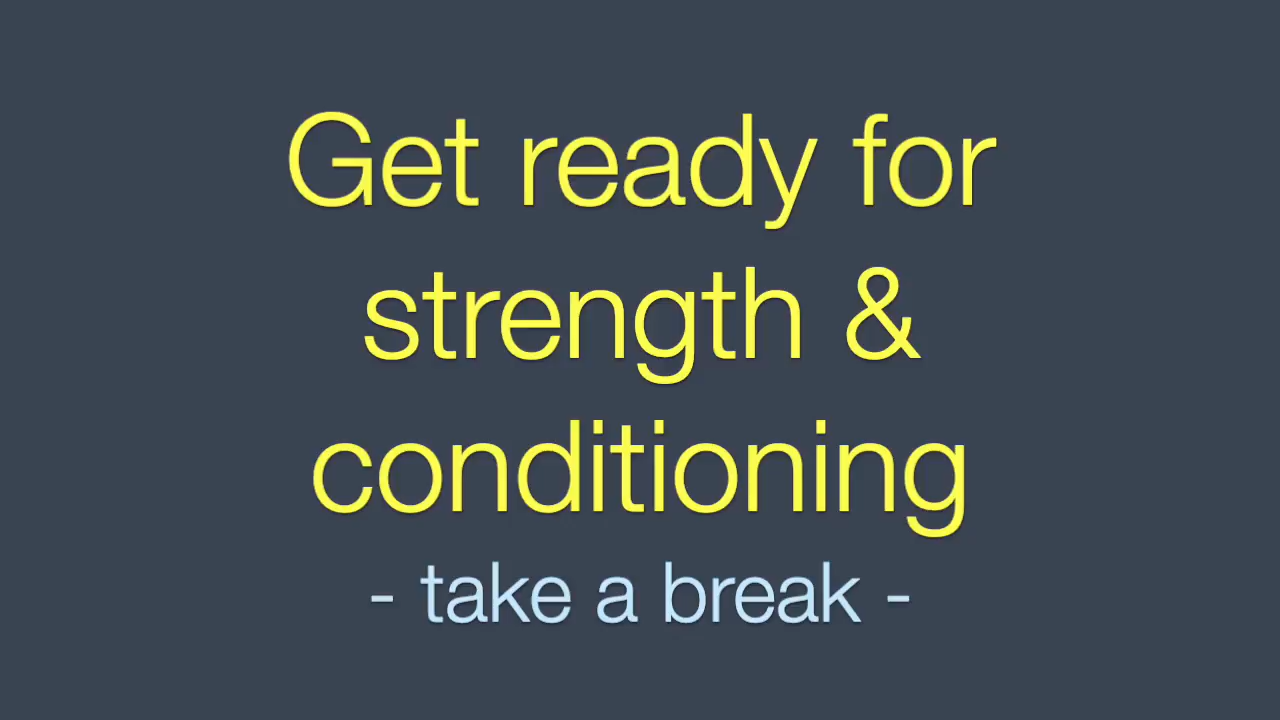 Get ready for
strength &
conditioning
- take a break -